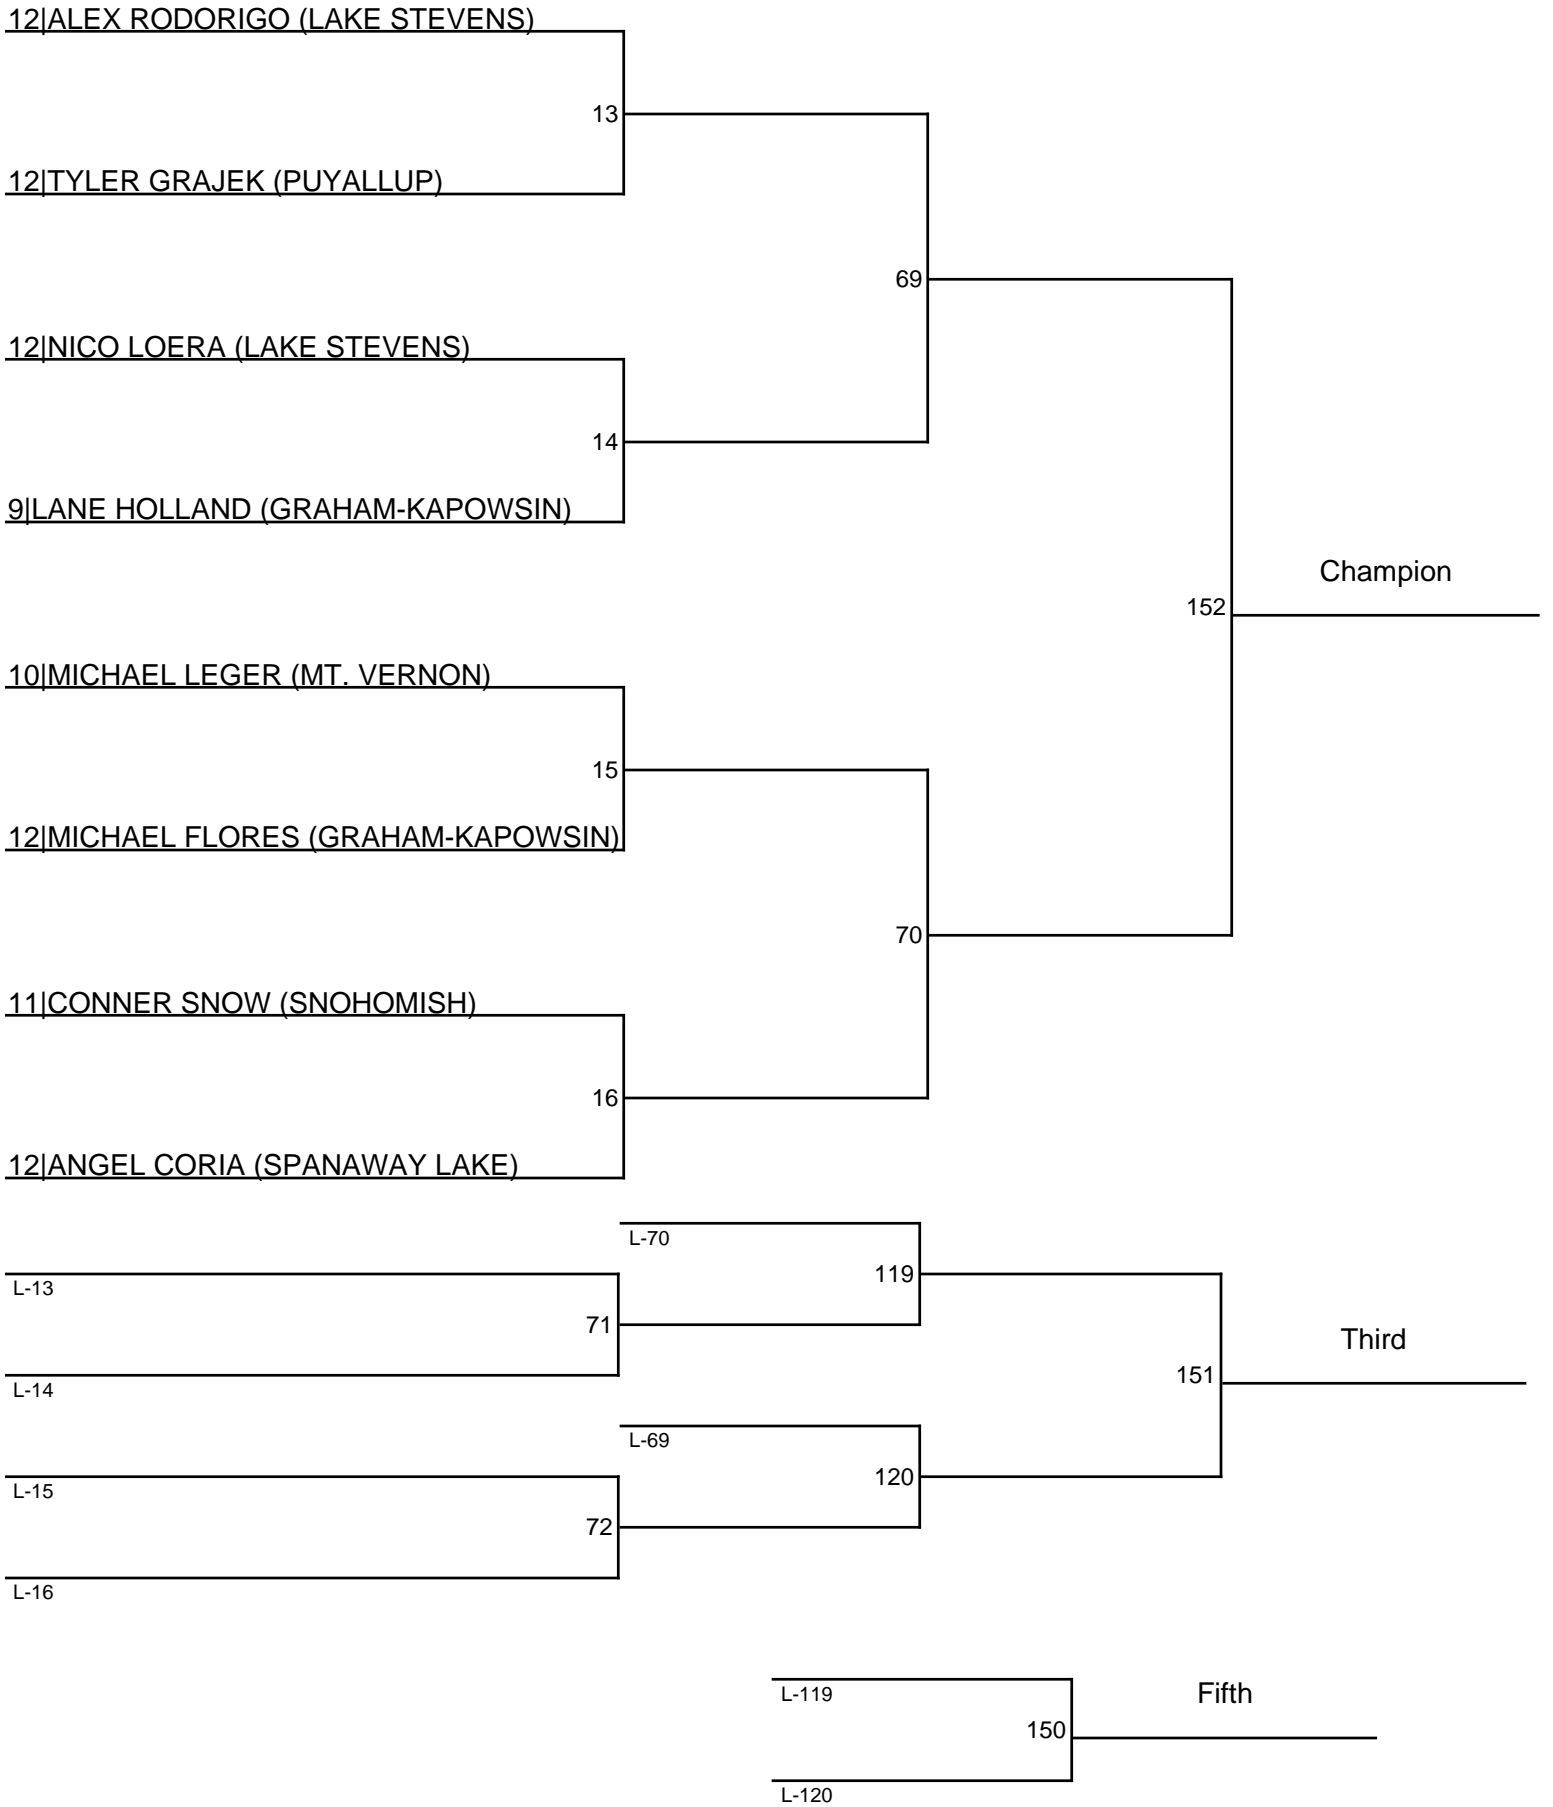 12|ALEX RODORIGO (LAKE STEVENS)
13
12|TYLER GRAJEK (PUYALLUP)
69
12|NICO LOERA (LAKE STEVENS)
14
9|LANE HOLLAND (GRAHAM-KAPOWSIN)
Champion
152
10|MICHAEL LEGER (MT. VERNON)
15
12|MICHAEL FLORES (GRAHAM-KAPOWSIN)
70
11|CONNER SNOW (SNOHOMISH)
16
12|ANGEL CORIA (SPANAWAY LAKE)
L-70
119
L-13
71
Third
151
L-14
L-69
120
L-15
72
L-16
L-119
Fifth
150
L-120